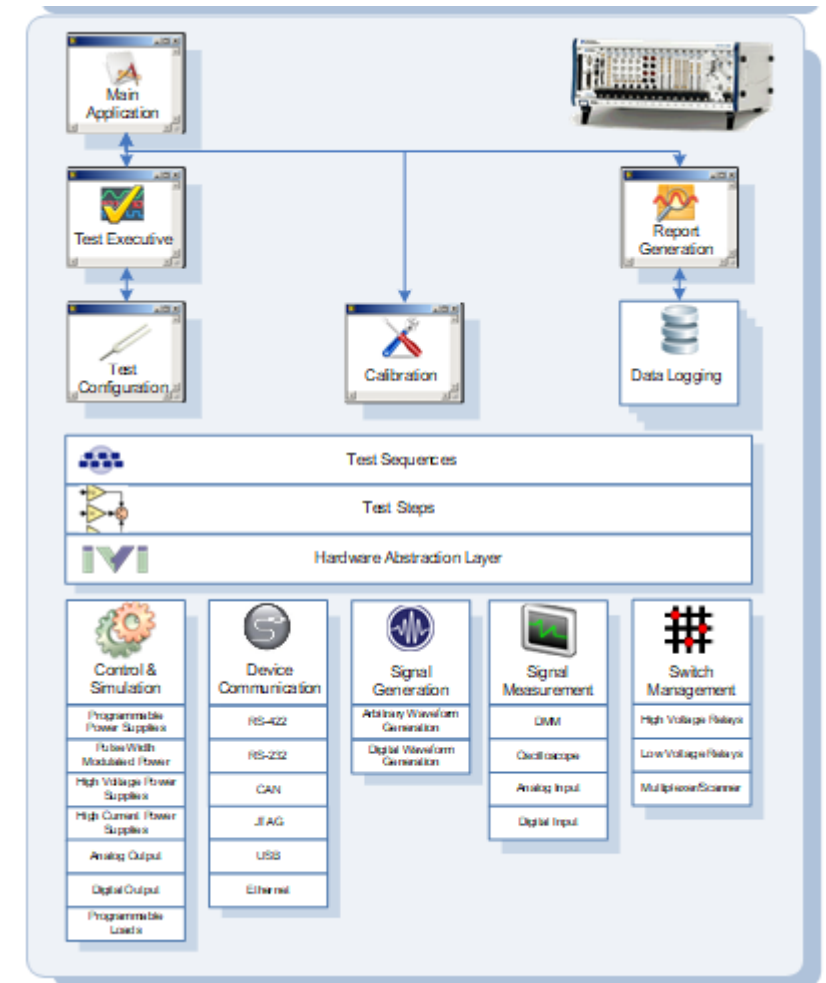 Main
Application
Test Executive
Report
Generation
Test
Configuration
Calibration
Data Logging
Test Sequences
Test Steps
IVI
Hardware Abstraction Layer
Control &
Simulation
Programmable
Power Supplies
Pulse Width
Modulated Power
High Voltage Power
Supplies
High Current Power
Supplies
Analog Output
Digital Output
Programmable
Loads
Device
Communication
RS-422
RS-232
CAN
JTAG
USB
Ethernet
Signal
Generation
Arbitrary Waveform
Generation
Digital Waveform
Generation
Signal
Measurement
DMM
Oscilloscope
Analog Input
Digital Input
Switch
Management
High Voltage Relays
Low Voltage Relays
Multiplexer/Scanner